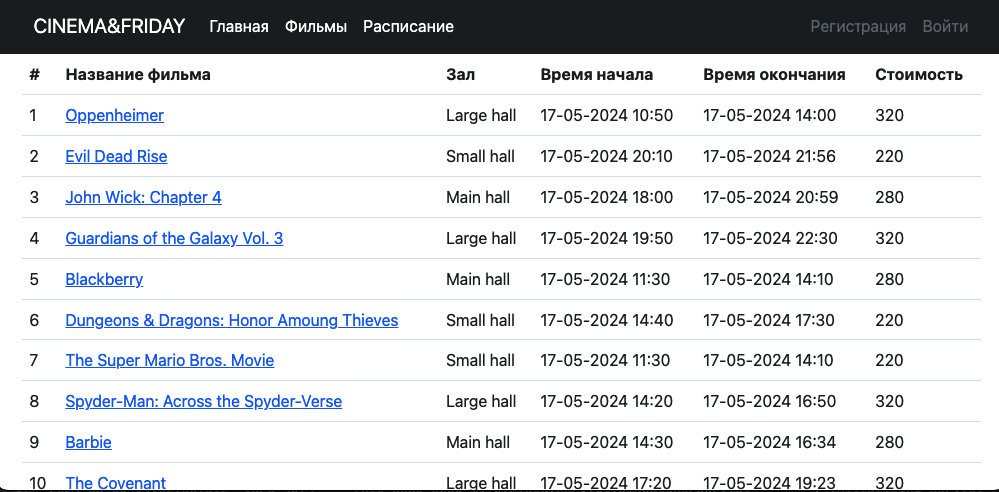 CINEMA&FRIDAY Главная Фильмы Расписание Регистрация Войти
# Название фильма Зал Время начала Время окончания Стоимость
1 Oppenheimer Large hall 17-05-2024 10:50 17-05-2024 14:00 320
2 Evil Dead Rise Small hall 17-05-2024 20:10 17-05-2024 21:56 220
3 John Wick: Chapter 4 Main hall 17-05-2024 18:00 17-05-2024 20:59 280
4 Guardians of the Galaxy Vol. 3 Large hall 17-05-2024 19:50 17-05-2024 22:30 320
5 Blackberry Main hall 17-05-2024 11:30 17-05-2024 14:10 280
6 Dungeons & Dragons: Honor Amoung Thieves Small hall 17-05-2024 14:40 17-05-2024 17:30 220
7 The Super Mario Bros. Movie Small hall 17-05-2024 11:30 17-05-2024 14:10 220
8 Spyder-Man: Across the Spyder-Verse Large hall 17-05-2024 14:20 17-05-2024 16:50 320
9 Barbie Main hall 17-05-2024 14:30 17-05-2024 16:34 280
10 The Covenant Large hall 17-05-2024 17:20 17-05-2024 19:23 320